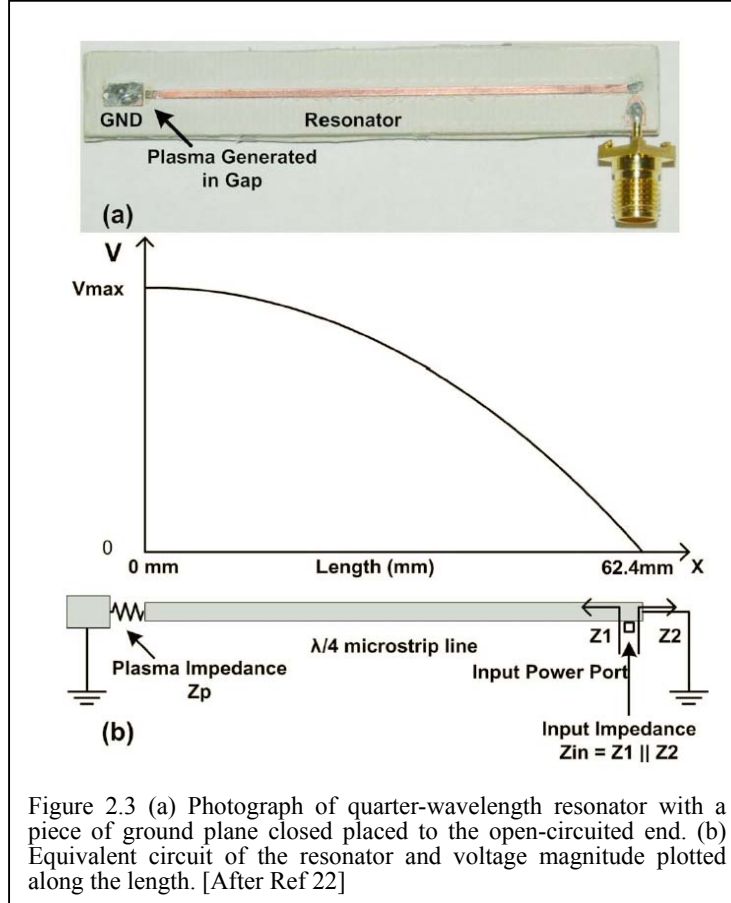 GND
Resonator
Plasma Generated
in Gap
(a)
V
Vmax
0
0 mm
Length (mm)
62.4mm
X
λ/4 microstrip line
Z1
Z2
Plasma Impedance
Zp
Input Power Port
(b)
Input Impedance
Zin = Z1 || Z2
Figure 2.3 (a) Photograph of quarter-wavelength resonator with a
piece of ground plane closed placed to the open-circuited end. (b)
Equivalent circuit of the resonator and voltage magnitude plotted
along the length. [After Ref 22]